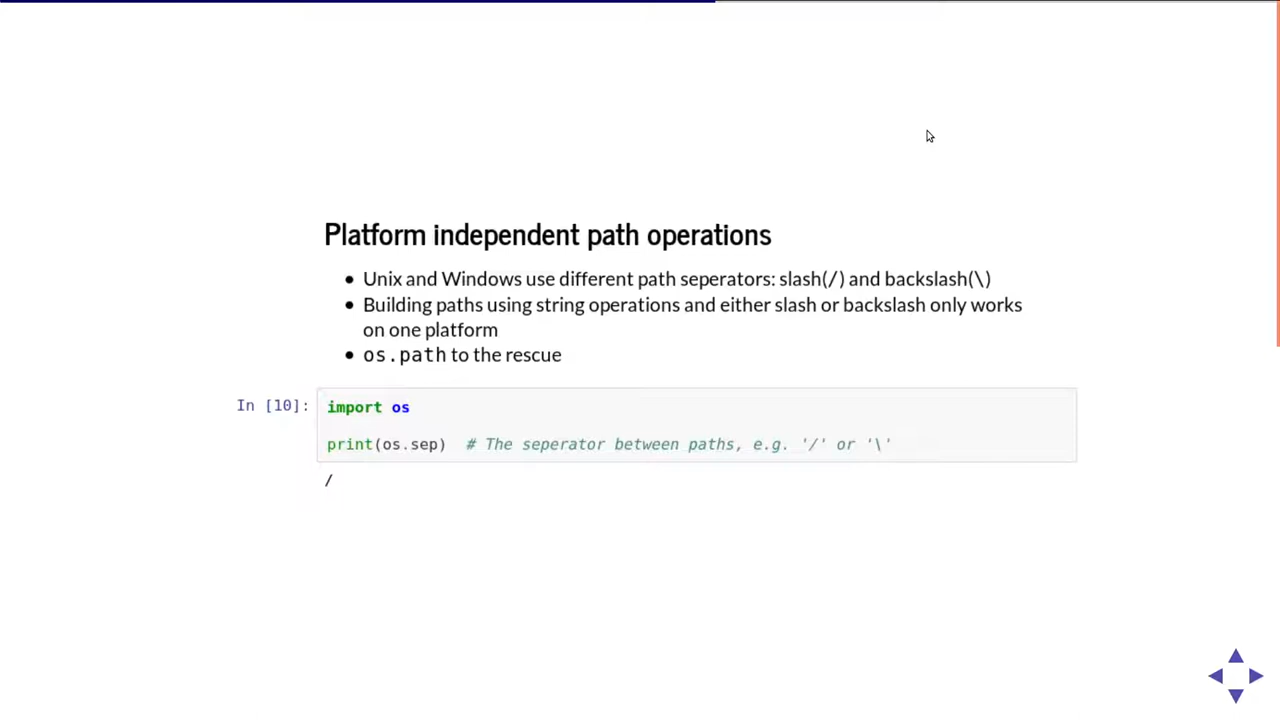 Platform independent path operations
• Unix and Windows use different path seperators: slash(/) and backslash(\)
• Building paths using string operations and either slash or backslash only works
on one platform
• os.path to the rescue
In [10]:
import os
print(os.sep)  # The seperator between paths, e.g. '/' or '\'
/